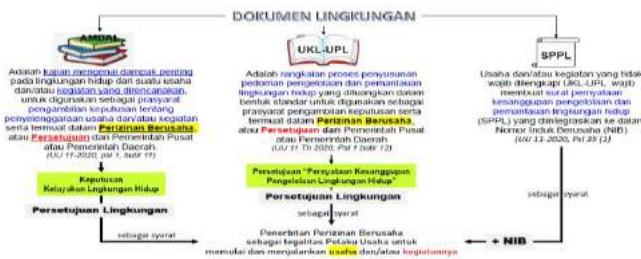 DOKUMEN LINGKUNGAN
AMDAL
Adalah kajian mengenai dampak penting
pada lingkungan hidup dari suatu usaha
dan/atau kegiatan yang direncanakan,
untuk digunakan sebagai prasyarat
pengambilan keputusan tentang
penyelenggaraan usaha dan/atau kegiatan
serta termuat dalam Perizinan Berusaha,
atau Persetujuan dari Pemerintah Pusat
atau Pemerintah Daerah.
(UU 11-2020, psl 1, butir 11)
Keputusan
Kelayakan Lingkungan Hidup
Persetujuan Lingkungan
sebagai syarat
UKL-UPL
Adalah rangkaian proses penyusunan
pedoman pengelolaan dan pemantauan
lingkungan hidup yang dituangkan dalam
bentuk standar untuk digunakan sebagai
prasyarat pengambilan keputusan serta
termuat dalam Perizinan Berusaha,
atau Persetujuan dari Pemerintah Pusat
atau Pemerintah Daerah
(UU 11 Th 2020, Psl 1 butir 12)
Persetujuan "Pernyataan Kesanggupan
Pengelolaan Lingkungan Hidup"
Persetujuan Lingkungan
sebagai syarat
SPPL
Usaha dan/atau kegiatan yang tidak
wajib dilengkapi UKL-UPL wajib
membuat surat pernyataan
kesanggupan pengelolaan dan
pemantauan lingkungan hidup
(SPPL) yang diintegrasikan ke dalam
Nomor Induk Berusaha (NIB).
(UU 11-2020, Psl 35 (1)
sebagai syarat
+ NIB
Penerbitan Perizinan Berusaha
sebagai legalitas Pelaku Usaha untuk
memulai dan menjalankan usaha dan/atau kegiatannya